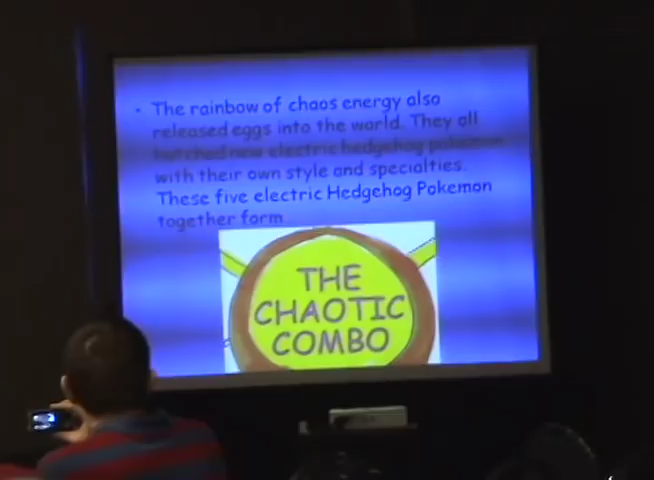 • The rainbow of chaos energy also
released eggs into the world. They all
hatched new electric hedgehog pokemon
with their own style and specialties.
These five electric Hedgehog Pokemon
together form
THE
CHAOTIC
COMBO